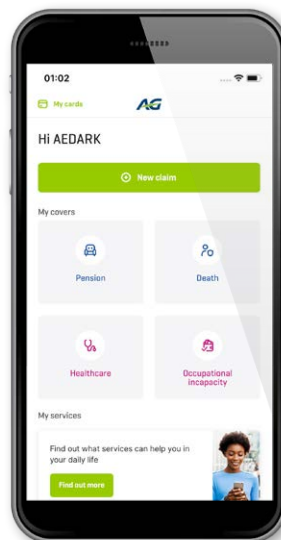 01:02
My cards
AG
Hi AEDARK
New claim
My covers
Pension
Death
Healthcare
Occupational
incapacity
My services
Find out what services can help you in
your daily life
Find out more